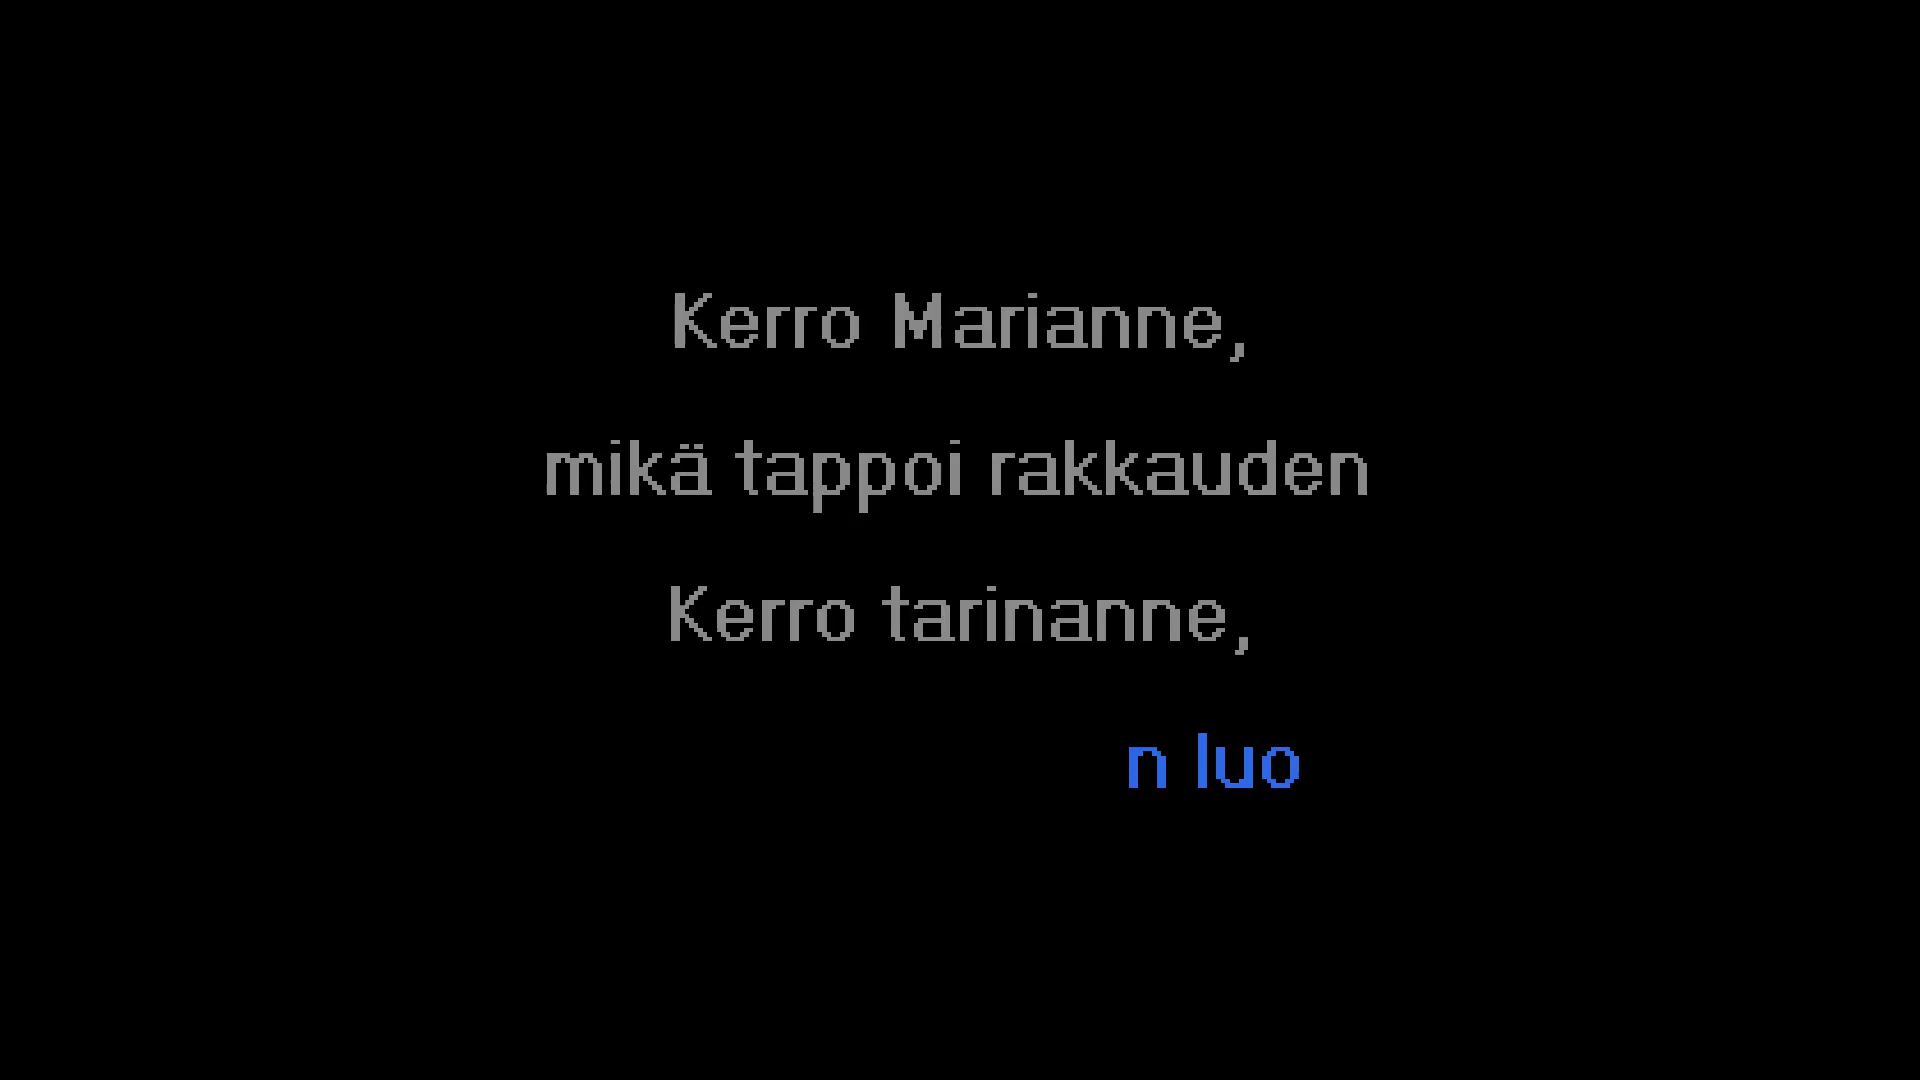 Kerro Marianne,
mikä tappoi rakkauden
Kerro tarinanne,
n luo